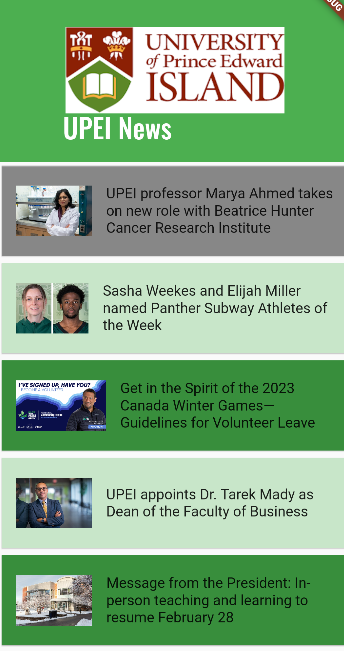 UG
UNIVERSITY
of Prince Edward
ISLAND
UPEI News
UPEI professor Marya Ahmed takes
on new role with Beatrice Hunter
Cancer Research Institute
Sasha Weekes and Elijah Miller
named Panther Subway Athletes of
the Week
I'VE SIGNED UP, HAVE YOU?
Get in the Spirit of the 2023
Canada Winter Games—
Guidelines for Volunteer Leave
UPEI appoints Dr. Tarek Mady as
Dean of the Faculty of Business
Message from the President: In-
person teaching and learning to
resume February 28